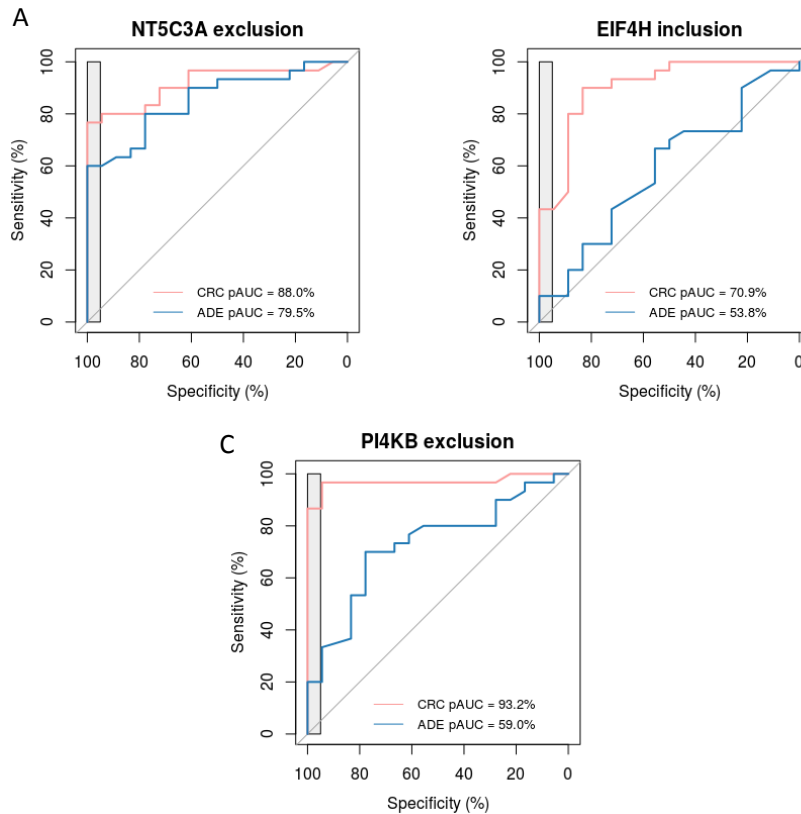 A
NT5C3A exclusion
Sensitivity (%)
100
80
60
40
20
0
CRC pAUC = 88.0%
ADE pAUC = 79.5%
100 80 60 40 20 0
Specificity (%)
EIF4H inclusion
Sensitivity (%)
100
80
60
40
20
0
CRC pAUC = 70.9%
ADE pAUC = 53.8%
100 80 60 40 20 0
Specificity (%)
C
PI4KB exclusion
Sensitivity (%)
100
80
60
40
20
0
CRC pAUC = 93.2%
ADE pAUC = 59.0%
100 80 60 40 20 0
Specificity (%)